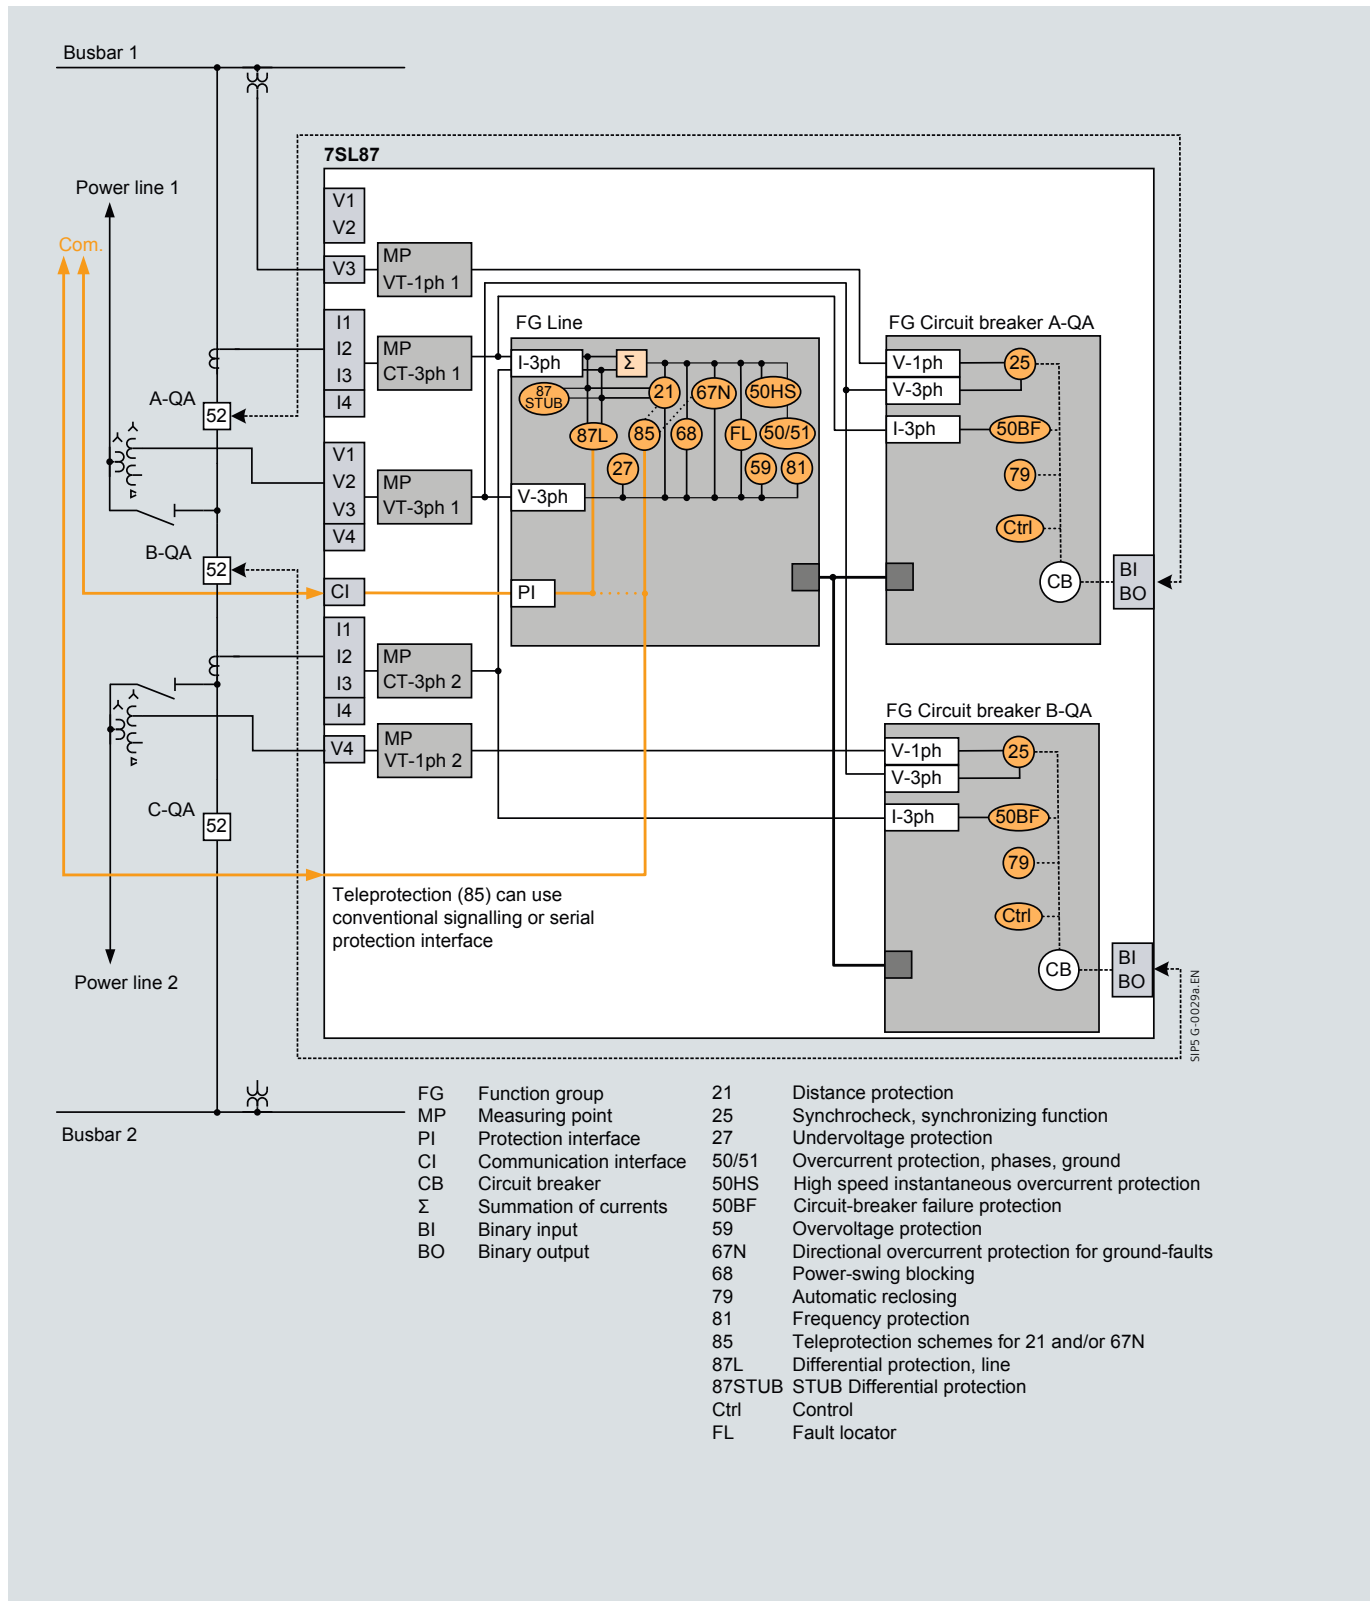 Busbar 1
7SL87
Power line 1
Com.
V1
V2
V3
MP
VT-1ph 1
I1
I2
I3
I4
MP
CT-3ph 1
A-QA
52
V1
V2
V3
V4
MP
VT-3ph 1
B-QA
52
CI
I1
I2
I3
I4
MP
CT-3ph 2
V4
MP
VT-1ph 2
C-QA
52
FG Line
I-3ph
Σ
87
STUB
21
67N
50HS
87L
85
68
FL
50/51
27
59
81
V-3ph
PI
FG Circuit breaker A-QA
V-1ph
25
V-3ph
I-3ph
50BF
79
Ctrl
CB
BI
BO
FG Circuit breaker B-QA
V-1ph
25
V-3ph
I-3ph
50BF
79
Ctrl
CB
BI
BO
Teleprotection (85) can use
conventional signalling or serial
protection interface
Power line 2
SIP5 G-0029a.EN
Busbar 2
FG Function group
MP Measuring point
PI Protection interface
CI Communication interface
CB Circuit breaker
Σ Summation of currents
BI Binary input
BO Binary output
21 Distance protection
25 Synchrocheck, synchronizing function
27 Undervoltage protection
50/51 Overcurrent protection, phases, ground
50HS High speed instantaneous overcurrent protection
50BF Circuit-breaker failure protection
59 Overvoltage protection
67N Directional overcurrent protection for ground-faults
68 Power-swing blocking
79 Automatic reclosing
81 Frequency protection
85 Teleprotection schemes for 21 and/or 67N
87L Differential protection, line
87STUB STUB Differential protection
Ctrl Control
FL Fault locator